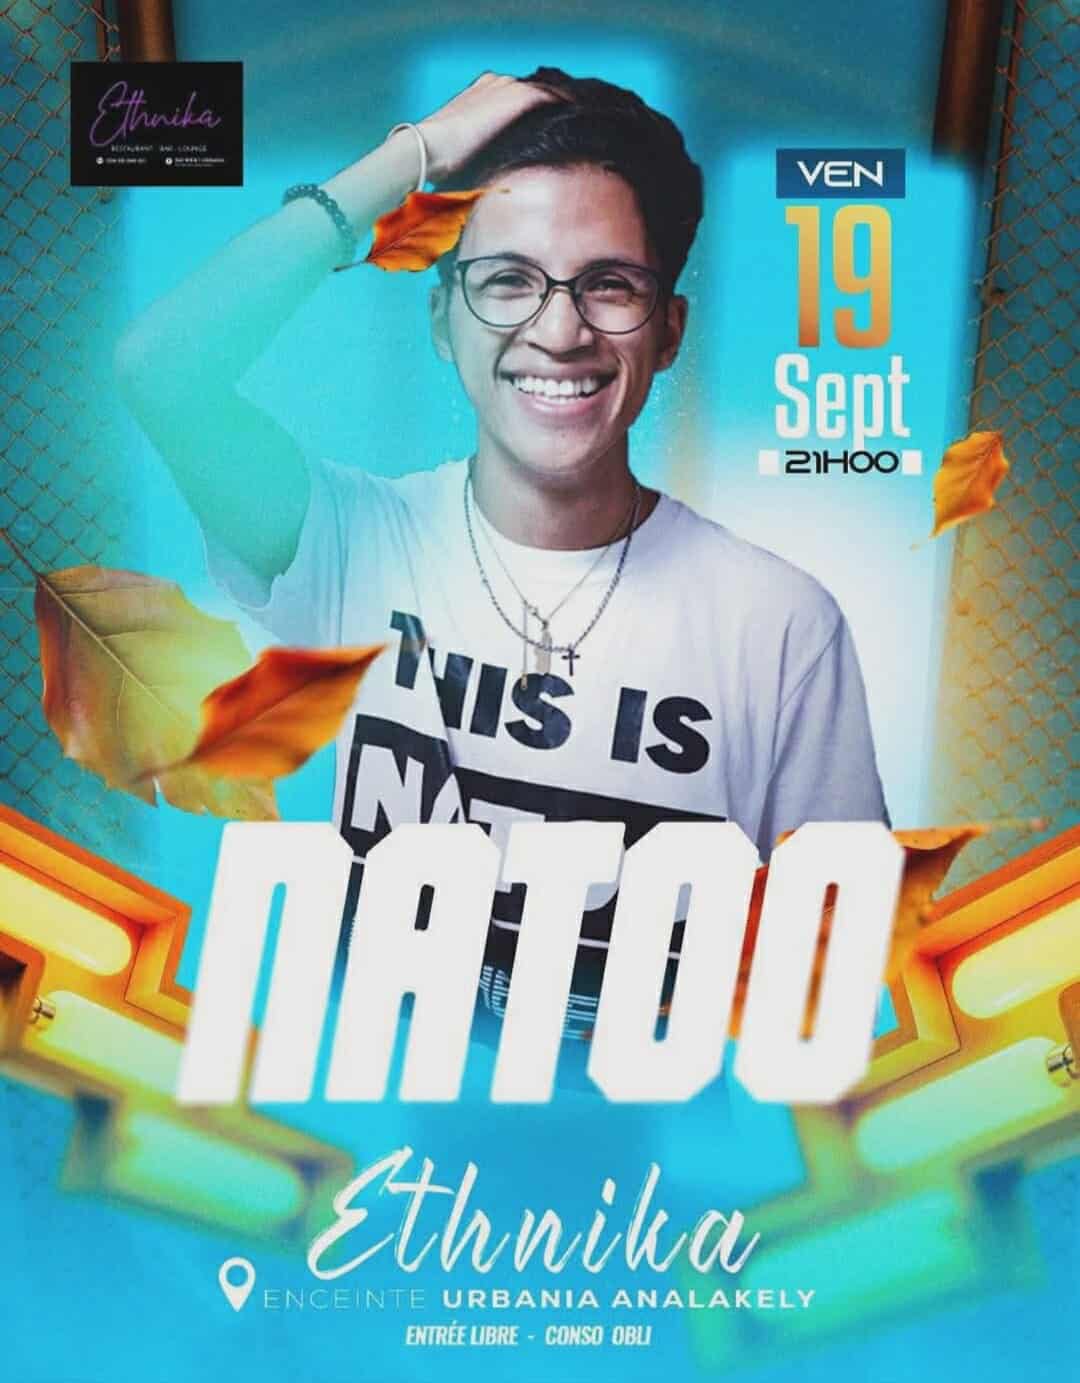 Ethnika
RESTAURANT - BAR - LOUNGE
VEN
19
Sept
21H00
THIS IS
NATOO
Ethnika
ENCEINTE URBANIA ANALAKELY
ENTRÉE LIBRE - CONSO OBLI